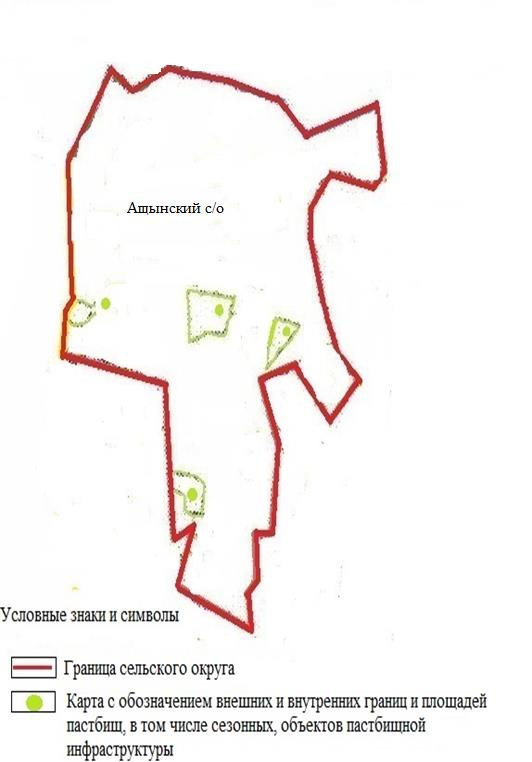 Ащынский с/о
Условные знаки и символы
Граница сельского округа
Карта с обозначением внешних и внутренних границ и площадей
пастбищ, в том числе сезонных, объектов пастбищной
инфраструктуры